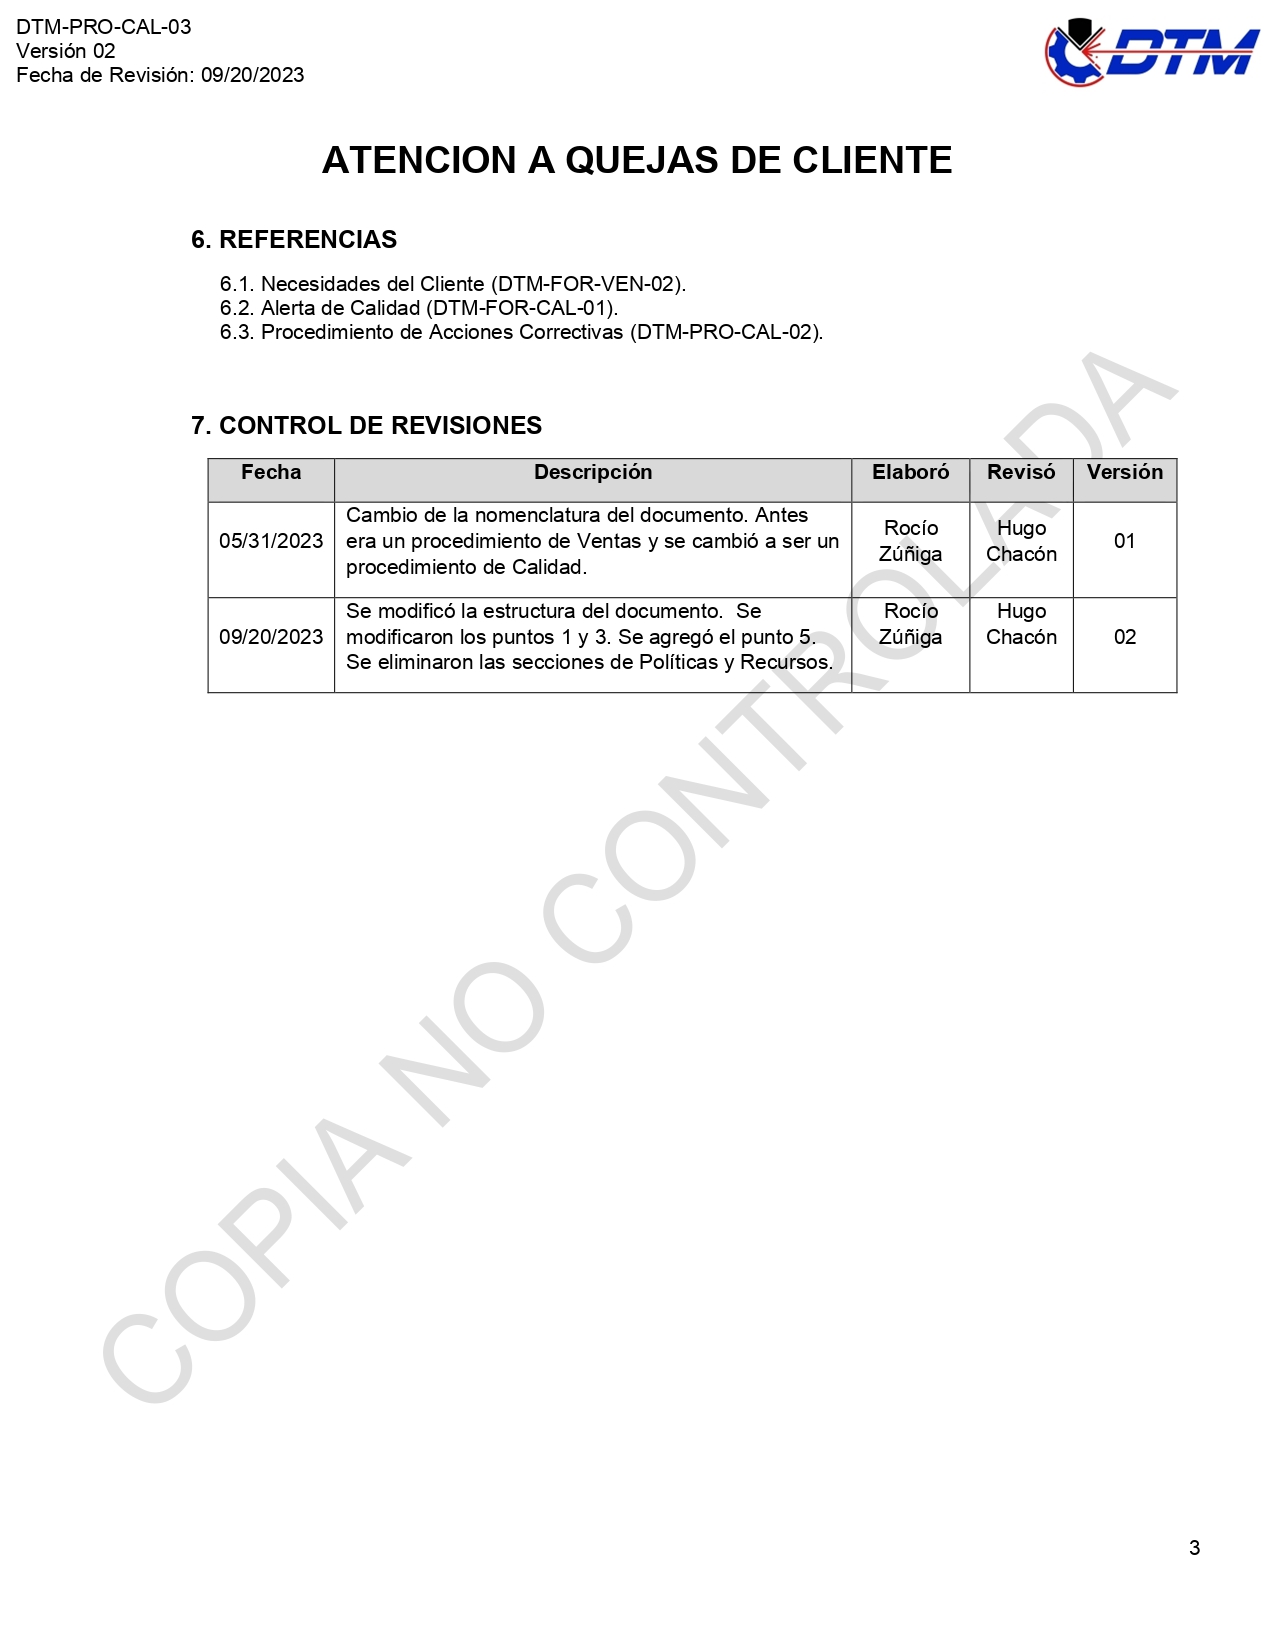 DTM-PRO-CAL-03
Versión 02
Fecha de Revisión: 09/20/2023
DTM
ATENCION A QUEJAS DE CLIENTE
6. REFERENCIAS
6.1. Necesidades del Cliente (DTM-FOR-VEN-02).
6.2. Alerta de Calidad (DTM-FOR-CAL-01).
6.3. Procedimiento de Acciones Correctivas (DTM-PRO-CAL-02).
7. CONTROL DE REVISIONES
Fecha Descripción Elaboró Revisó Versión
05/31/2023
Cambio de la nomenclatura del documento. Antes
era un procedimiento de Ventas y se cambió a ser un
procedimiento de Calidad.
Rocío
Zúñiga
Hugo
Chacón
01
09/20/2023
Se modificó la estructura del documento.  Se
modificaron los puntos 1 y 3. Se agregó el punto 5.
Se eliminaron las secciones de Políticas y Recursos.
Rocío
Zúñiga
Hugo
Chacón
02
COPIA NO CONTROLADA
3